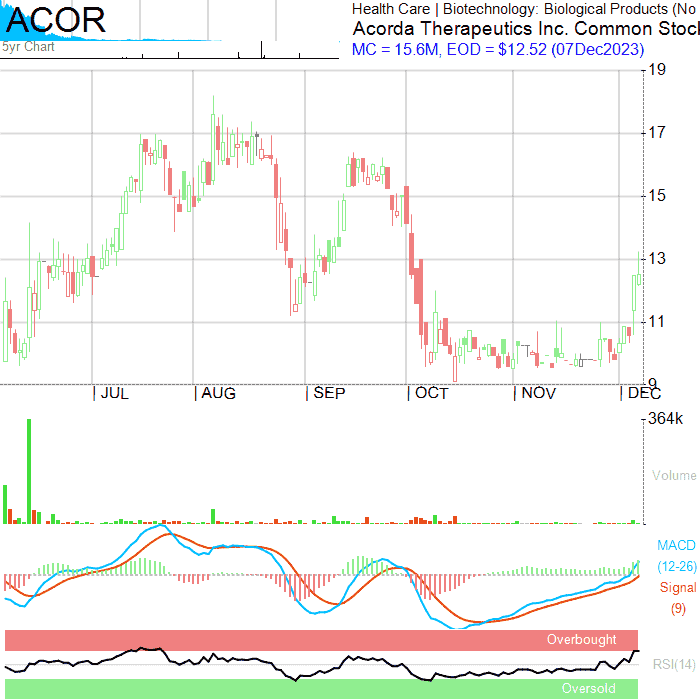 ACOR
5yr Chart
Health Care | Biotechnology: Biological Products (No
Acorda Therapeutics Inc. Common Stock
MC = 15.6M, EOD = $12.52 (07Dec2023)
19
17
15
13
11
9
JUL
AUG
SEP
OCT
NOV
DEC
364k
Volume
MACD
(12-26)
Signal
(9)
Overbought
RSI(14)
Oversold